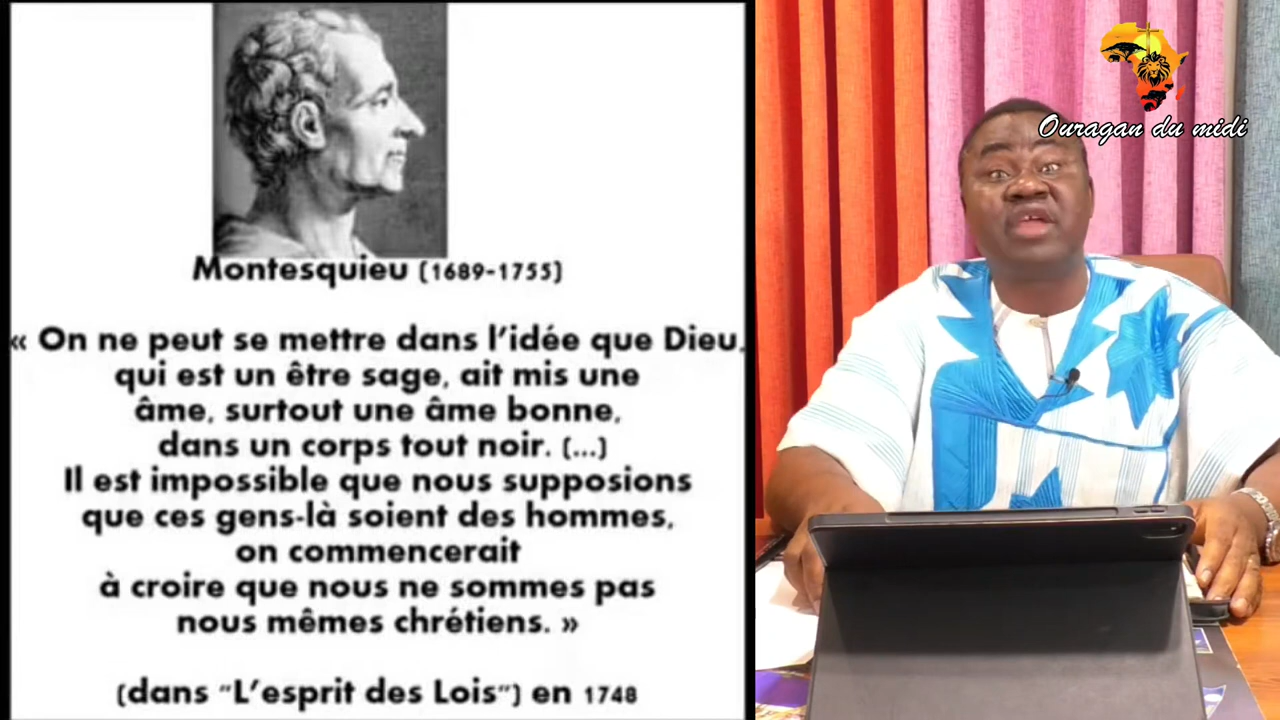 Montesquieu (1689-1755)
« On ne peut se mettre dans l'idée que Dieu,
qui est un être sage, ait mis une
âme, surtout une âme bonne,
dans un corps tout noir. (...)
Il est impossible que nous supposions
que ces gens-là soient des hommes,
on commencerait
à croire que nous ne sommes pas
nous mêmes chrétiens. »
(dans "L'esprit des Lois") en 1748
Ouragan du midi